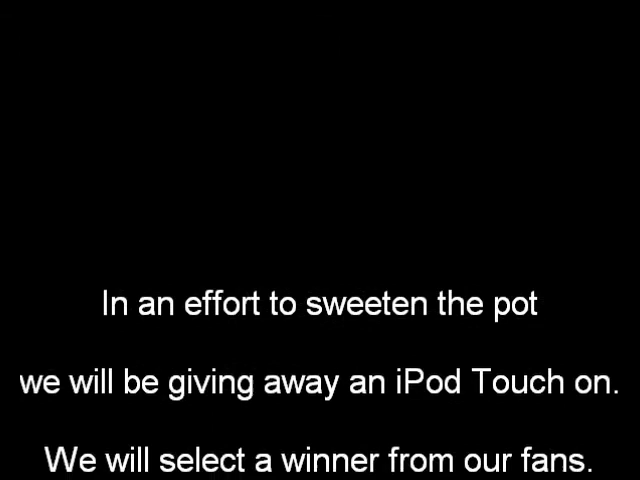 In an effort to sweeten the pot
we will be giving away an iPod Touch on.
We will select a winner from our fans.